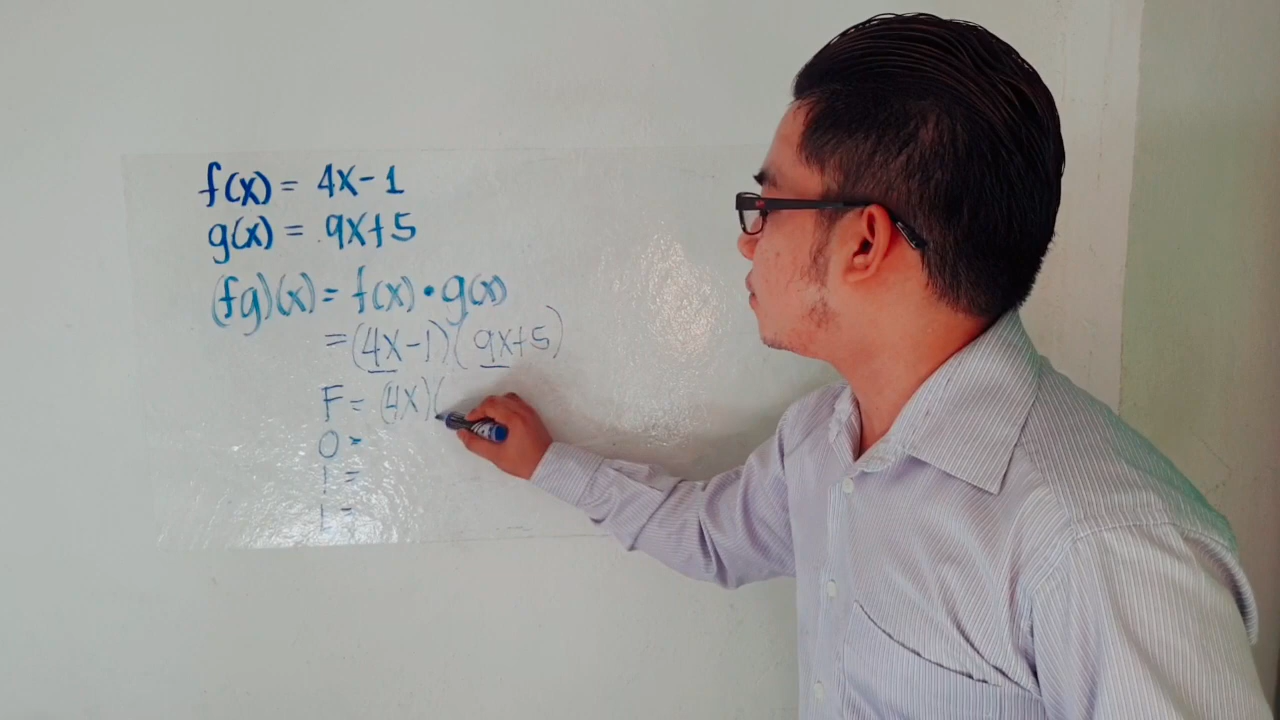 f(x) = 4x-1
g(x) = 9x+5
(fg)(x) = f(x)•g(x)
=(4x-1)(9x+5)
F = (4x)(
O =
I =
L =